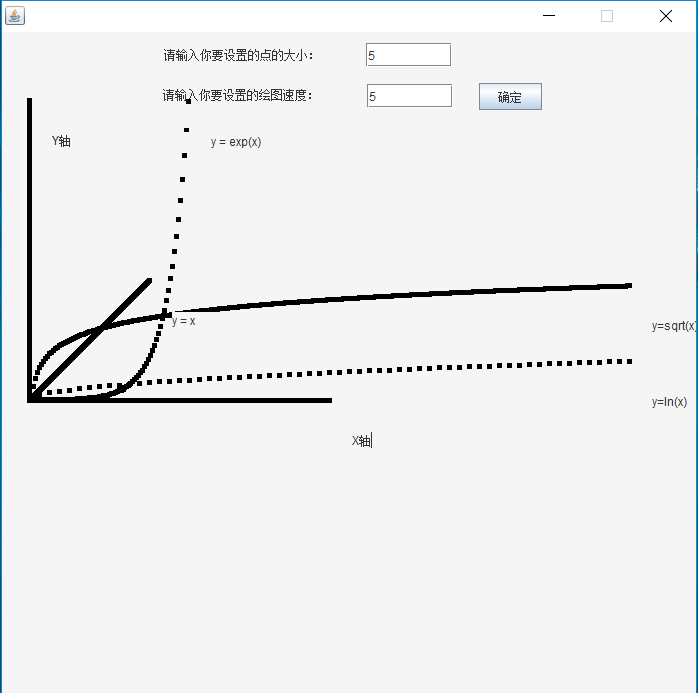 请输入你要设置的点的大小：
5
请输入你要设置的绘图速度：
5
确定
Y轴
y = exp(x)
y = x
y=sqrt(x)
y=ln(x)
X轴